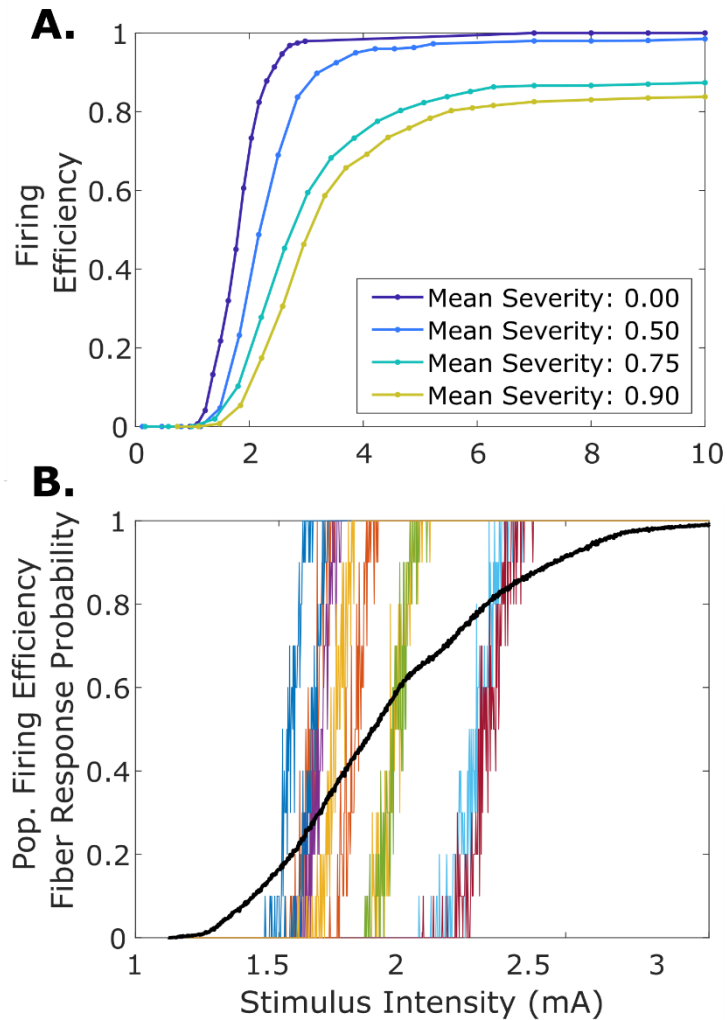 A.
1
0.8
0.6
0.4
0.2
0
Firing
Efficiency
Mean Severity: 0.00
Mean Severity: 0.50
Mean Severity: 0.75
Mean Severity: 0.90
0 2 4 6 8 10
B.
1
0.8
0.6
0.4
0.2
0
Pop. Firing Efficiency
Fiber Response Probability
1 1.5 2 2.5 3
Stimulus Intensity (mA)